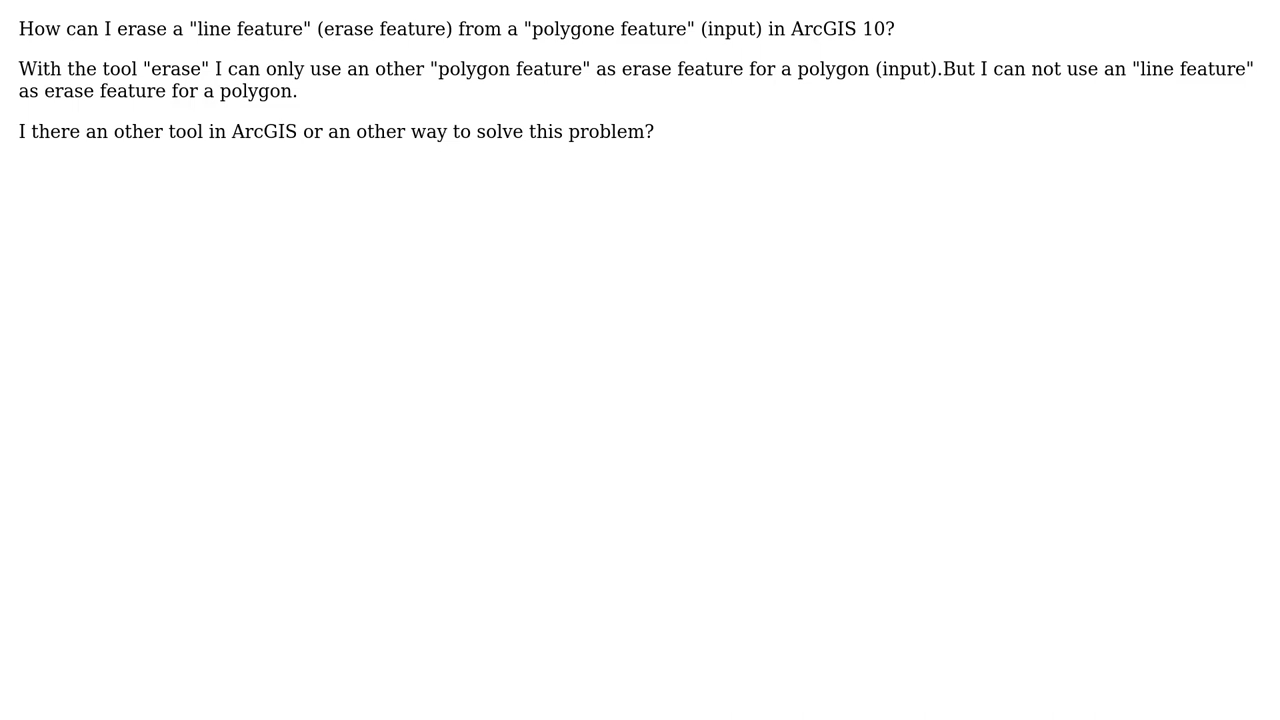 How can I erase a "line feature" (erase feature) from a "polygone feature" (input) in ArcGIS 10?
With the tool "erase" I can only use an other "polygon feature" as erase feature for a polygon (input).But I can not use an "line feature"
as erase feature for a polygon.
I there an other tool in ArcGIS or an other way to solve this problem?